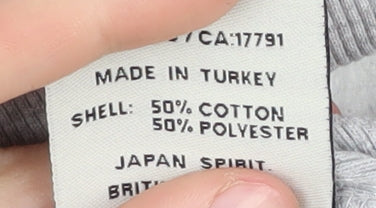 /CA:17791
MADE IN TURKEY
SHELL: 50% COTTON
50% POLYESTER
JAPAN SPIRIT.